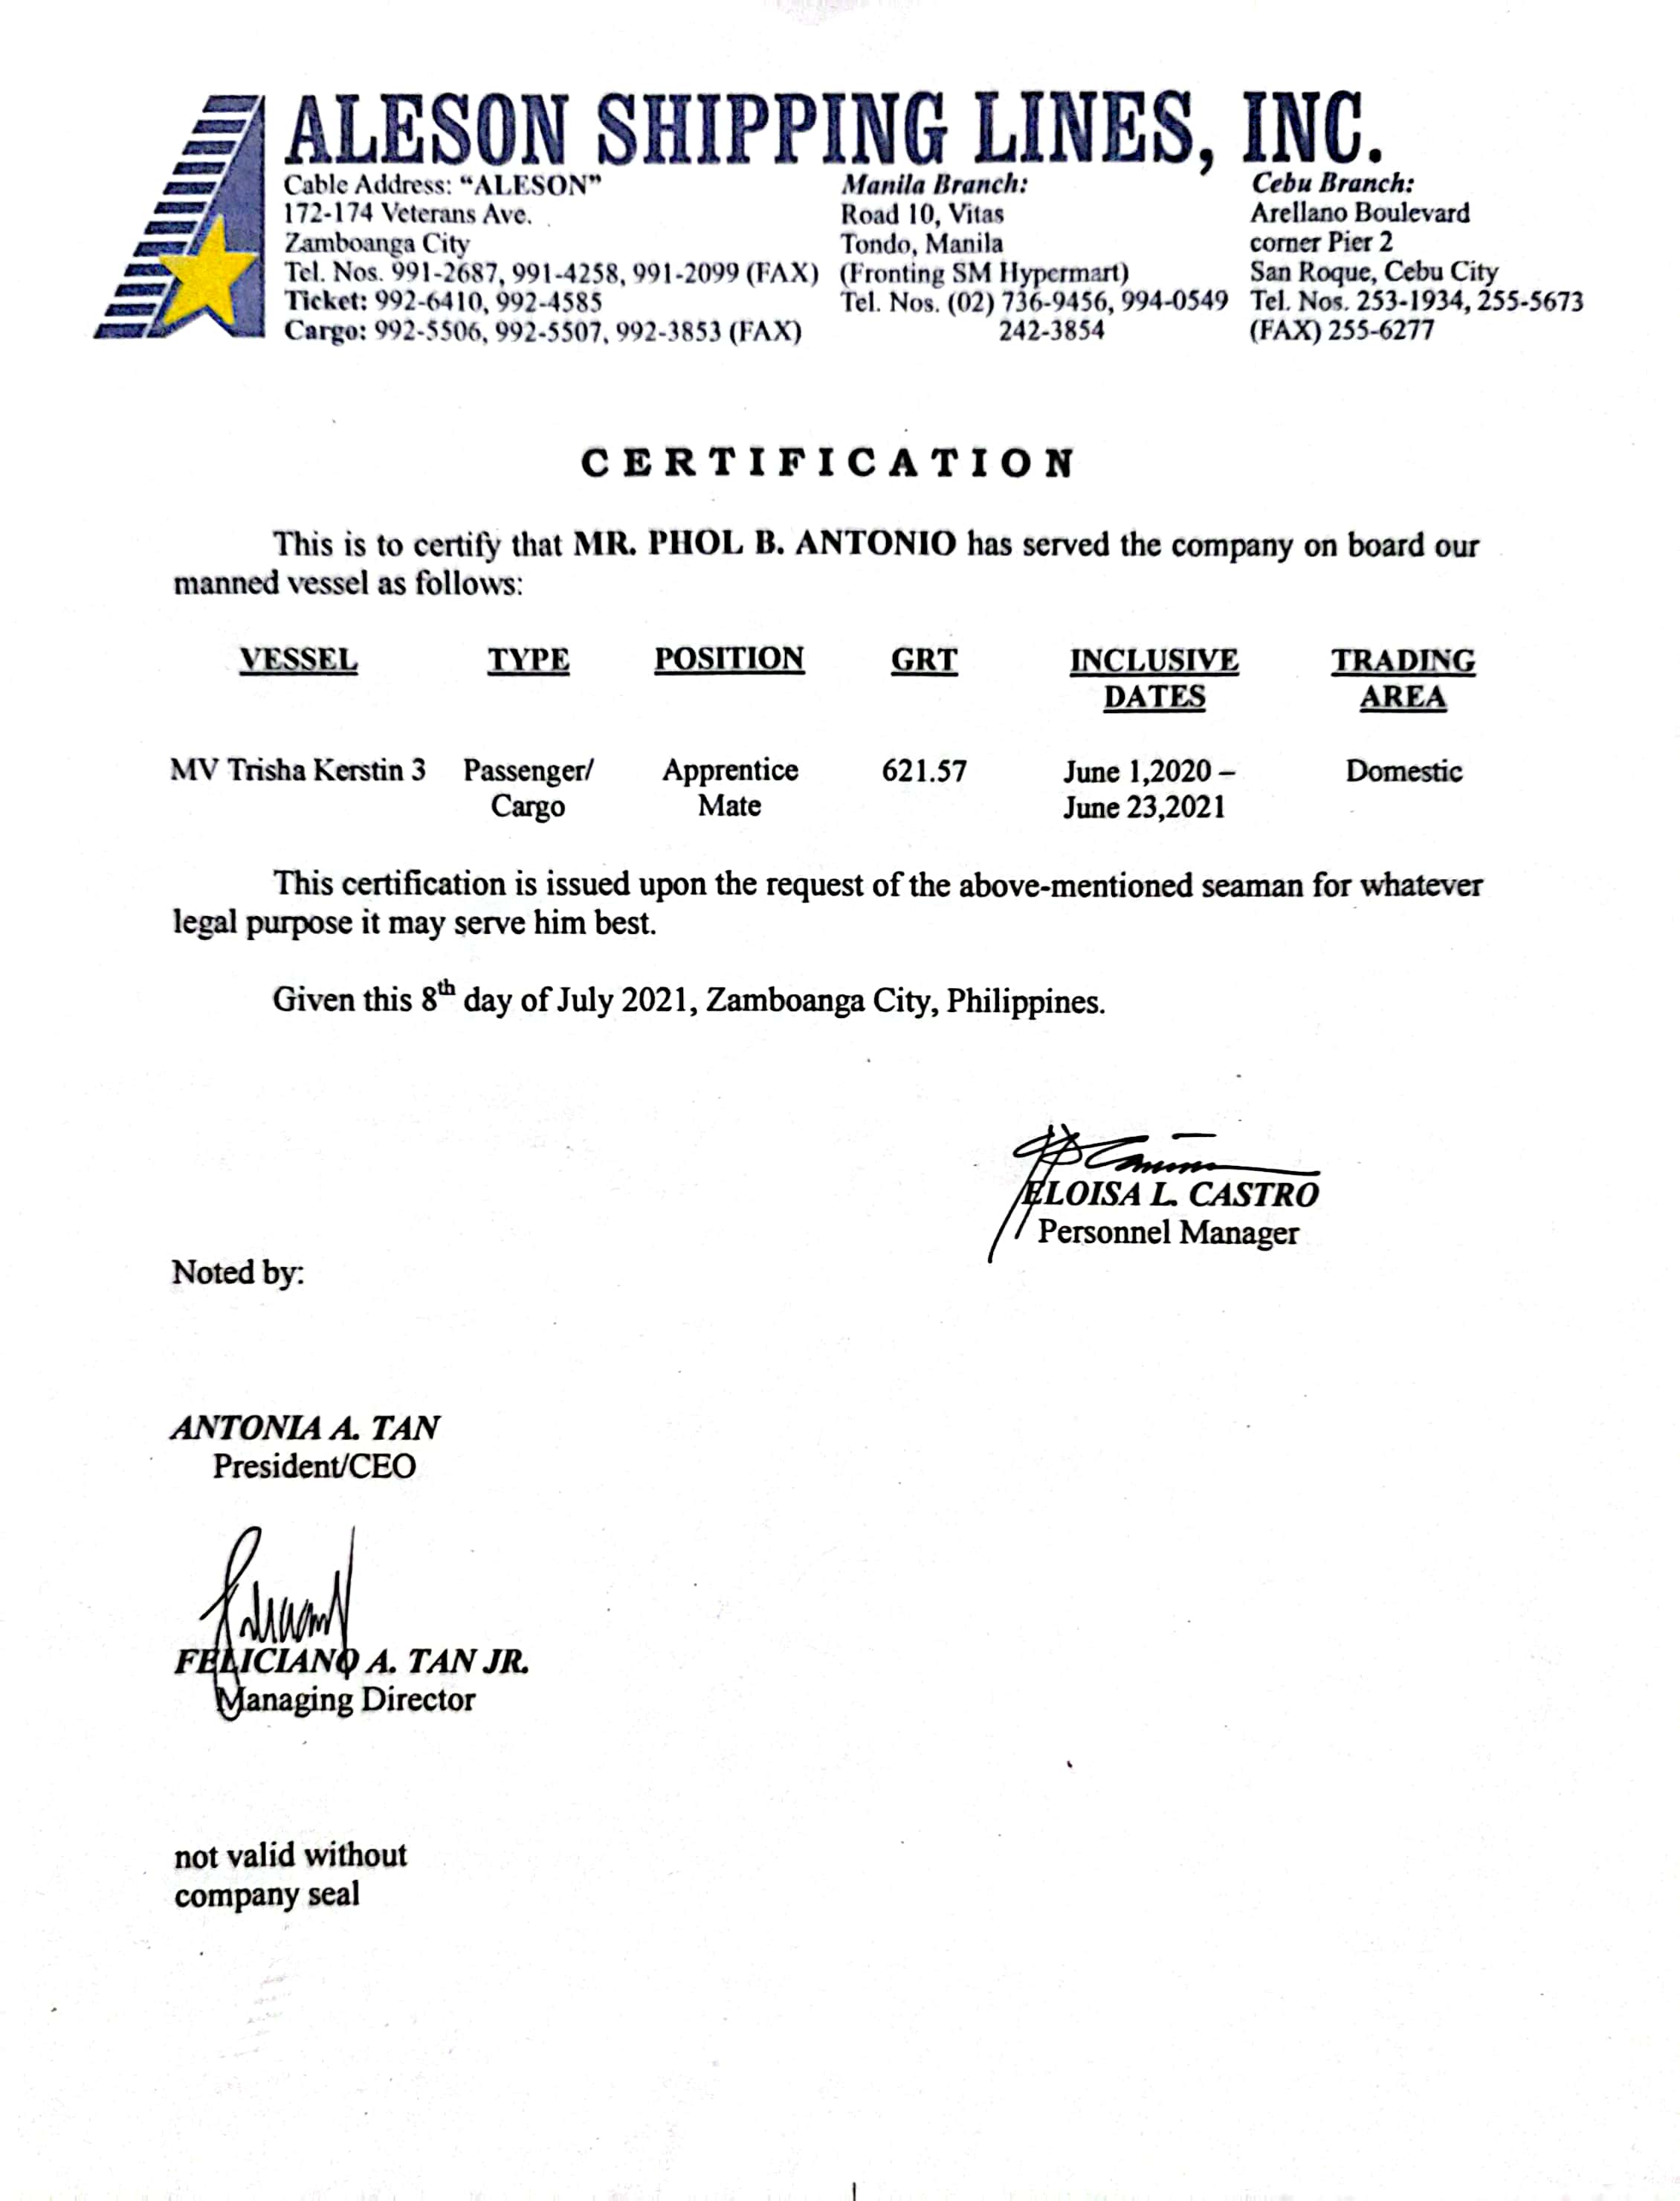 ALESON SHIPPING LINES, INC.
Cable Address: “ALESON”
172-174 Veterans Ave.
Zamboanga City
Tel. Nos. 991-2687, 991-4258, 991-2099 (FAX)
Ticket: 992-6410, 992-4585
Cargo: 992-5506, 992-5507, 992-3853 (FAX)
Manila Branch:
Road 10, Vitas
Tondo, Manila
(Fronting SM Hypermart)
Tel. Nos. (02) 736-9456, 994-0549
242-3854
Cebu Branch:
Arellano Boulevard
corner Pier 2
San Roque, Cebu City
Tel. Nos. 253-1934, 255-5673
(FAX) 255-6277
CERTIFICATION
This is to certify that MR. PHOL B. ANTONIO has served the company on board our
manned vessel as follows:
VESSEL TYPE POSITION GRT INCLUSIVE TRADING
DATES AREA
MV Trisha Kerstin 3 Passenger/ Apprentice 621.57 June 1,2020 – Domestic
Cargo Mate June 23,2021
This certification is issued upon the request of the above-mentioned seaman for whatever
legal purpose it may serve him best.
Given this 8th day of July 2021, Zamboanga City, Philippines.
ELOISA L. CASTRO
Personnel Manager
Noted by:
ANTONIA A. TAN
President/CEO
FELICIANO A. TAN JR.
Managing Director
not valid without
company seal